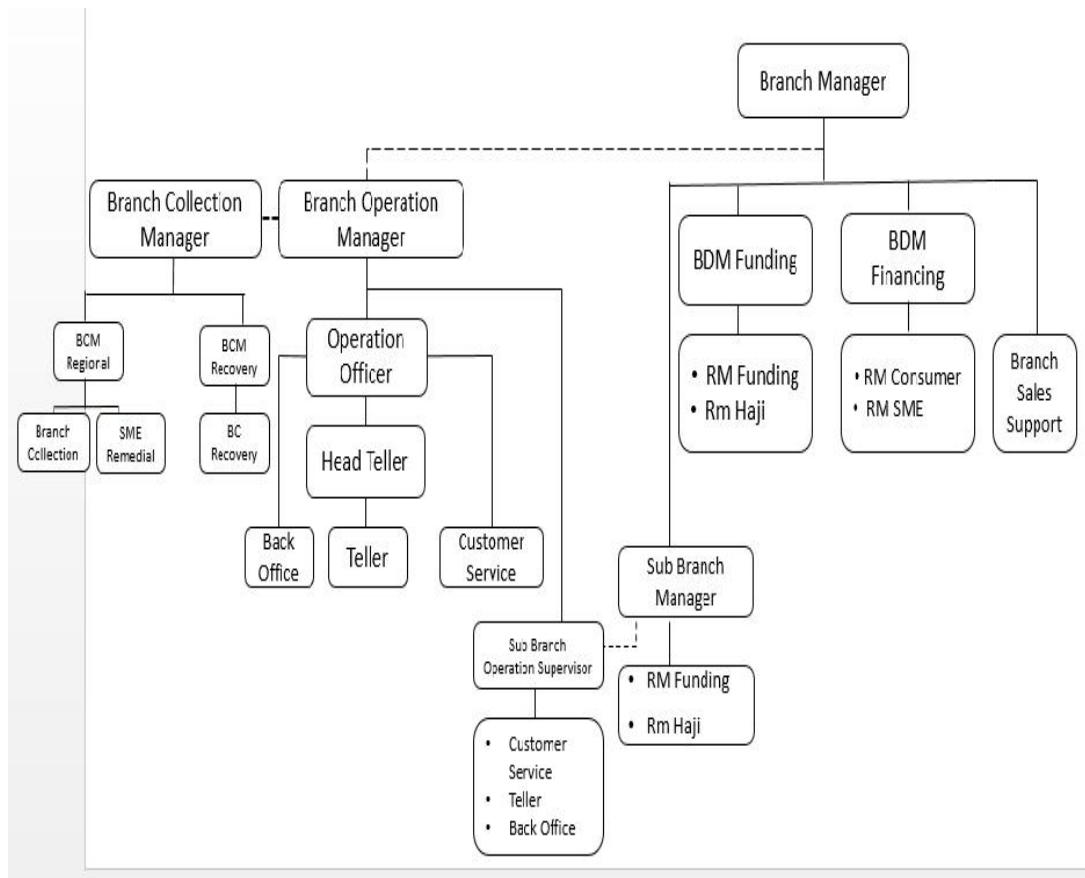 Branch Manager
Branch Collection
Manager
Branch Operation
Manager
BDM Funding
BDM
Financing
BCM
Regional
BCM
Recovery
Operation
Officer
• RM Funding
• Rm Haji
• RM Consumer
• RM SME
Branch
Sales
Support
Branch
Collection
SME
Remedial
BC
Recovery
Head Teller
Back
Office
Teller
Customer
Service
Sub Branch
Manager
Sub Branch
Operation Supervisor
• RM Funding
• Rm Haji
• Customer
Service
• Teller
• Back Office